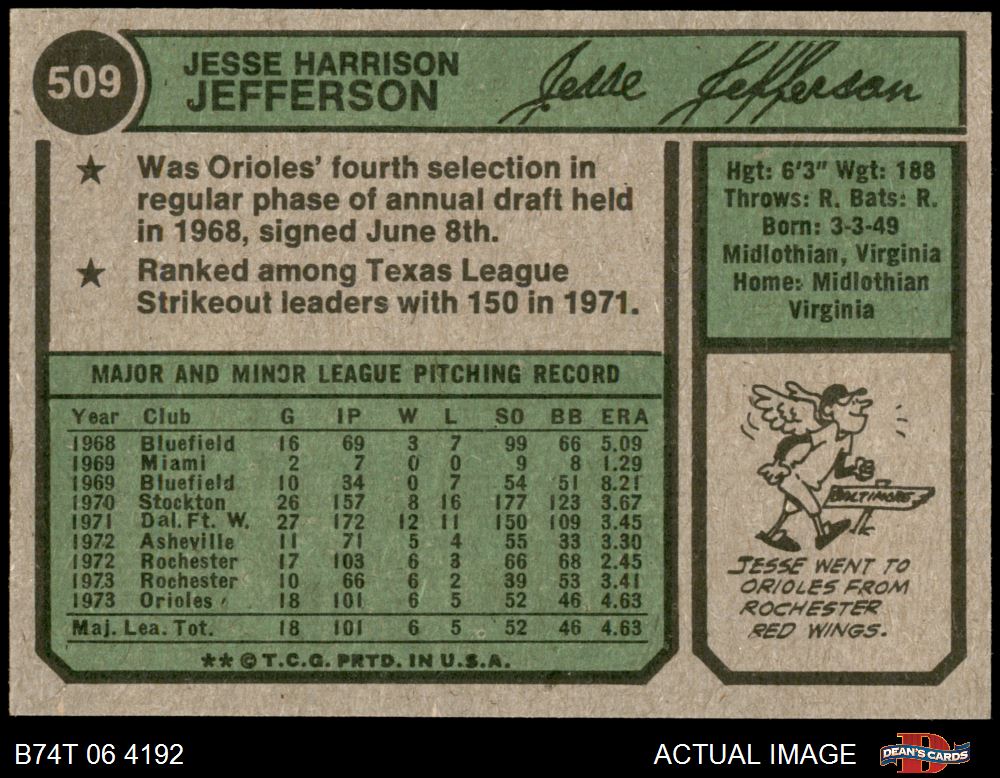 509
JESSE HARRISON
JEFFERSON
Jesse Jefferson
★ Was Orioles' fourth selection in
regular phase of annual draft held
in 1968, signed June 8th.
★ Ranked among Texas League
Strikeout leaders with 150 in 1971.
Hgt: 6'3" Wgt: 188
Throws: R. Bats: R.
Born: 3-3-49
Midlothian, Virginia
Home: Midlothian
Virginia
MAJOR AND MINOR LEAGUE PITCHING RECORD
Year Club G IP W L SO BB ERA
1968 Bluefield 16 69 3 7 99 66 5.09
1969 Miami 2 7 0 0 9 8 1.29
1969 Bluefield 10 34 0 7 54 51 8.21
1970 Stockton 26 157 8 16 177 123 3.67
1971 Dal. Ft. W. 27 172 12 11 150 109 3.45
1972 Asheville 11 71 5 4 55 33 3.30
1972 Rochester 17 103 6 3 66 68 2.45
1973 Rochester 10 66 6 2 39 53 3.41
1973 Orioles 18 101 6 5 52 46 4.63
Maj. Lea. Tot. 18 101 6 5 52 46 4.63
** © T.C.G. PRTD. IN U.S.A.
BALTIMORE
JESSE WENT TO
ORIOLES FROM
ROCHESTER
RED WINGS.
B74T 06 4192
ACTUAL IMAGE
DEAN'S CARDS